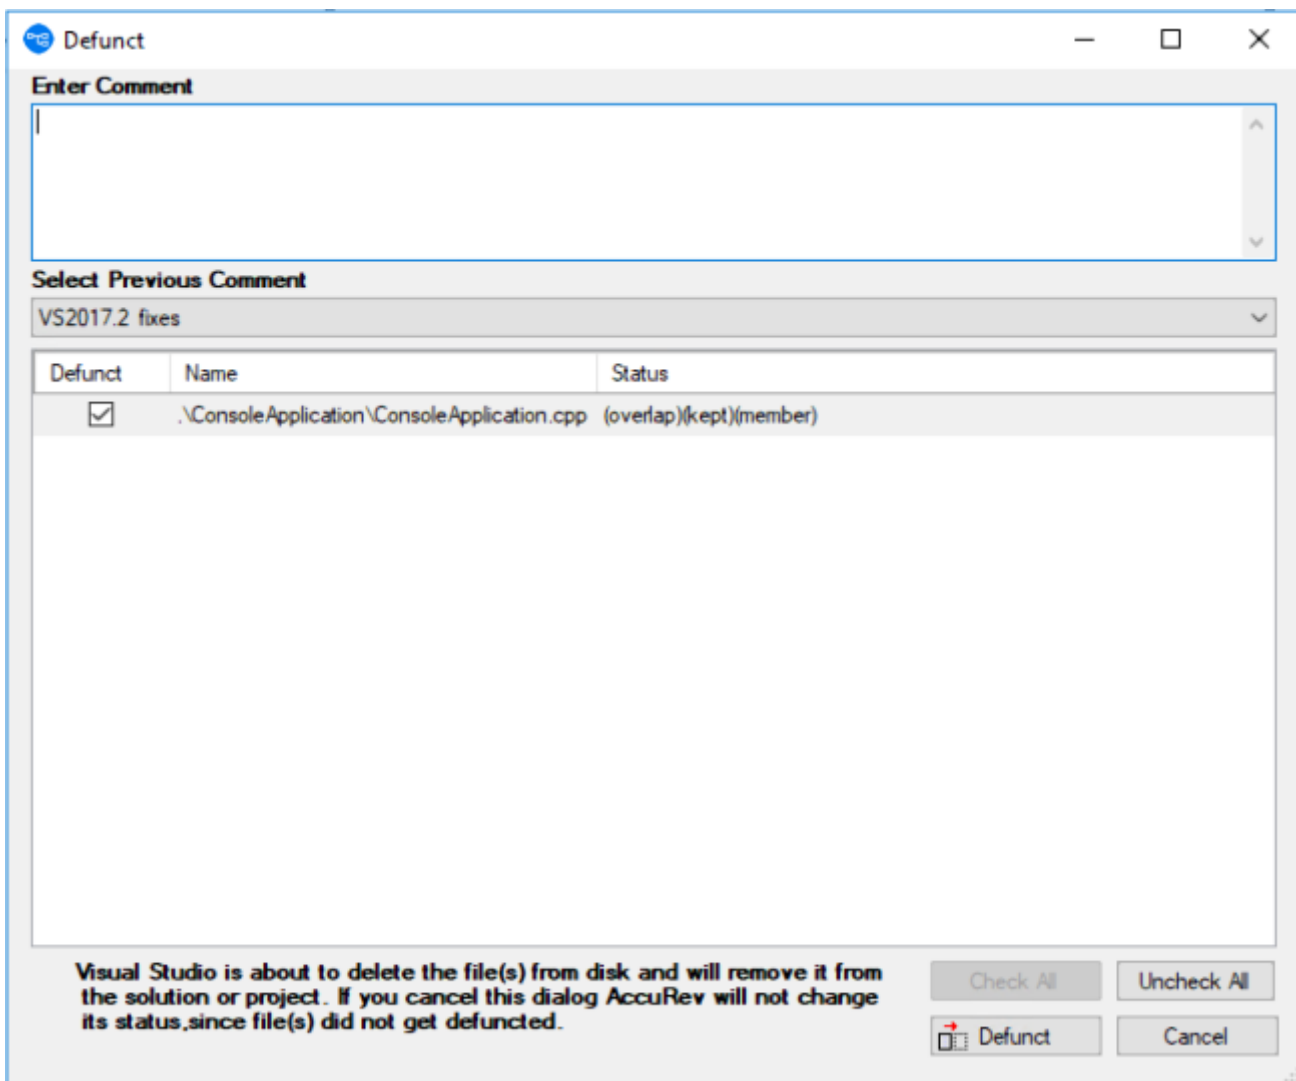 Defunct
Enter Comment
Select Previous Comment
VS2017.2 fixes
Defunct Name Status
.\ConsoleApplication\ConsoleApplication.cpp (overlap)(kept)(member)
Visual Studio is about to delete the file(s) from disk and will remove it from
the solution or project. If you cancel this dialog AccuRev will not change
its status,since file(s) did not get defuncted.
Check All Uncheck All
Defunct Cancel